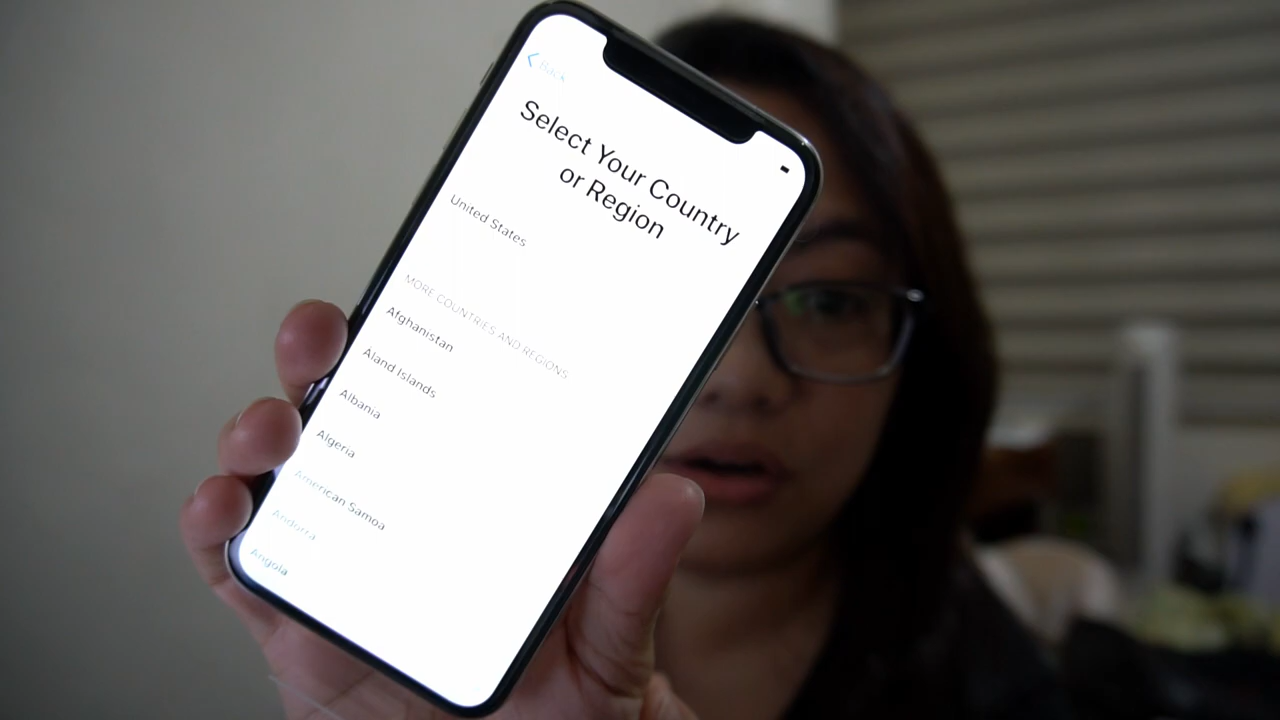 Back
Select Your Country
or Region
United States
MORE COUNTRIES AND REGIONS
Afghanistan
Åland Islands
Albania
Algeria
American Samoa
Andorra
Angola